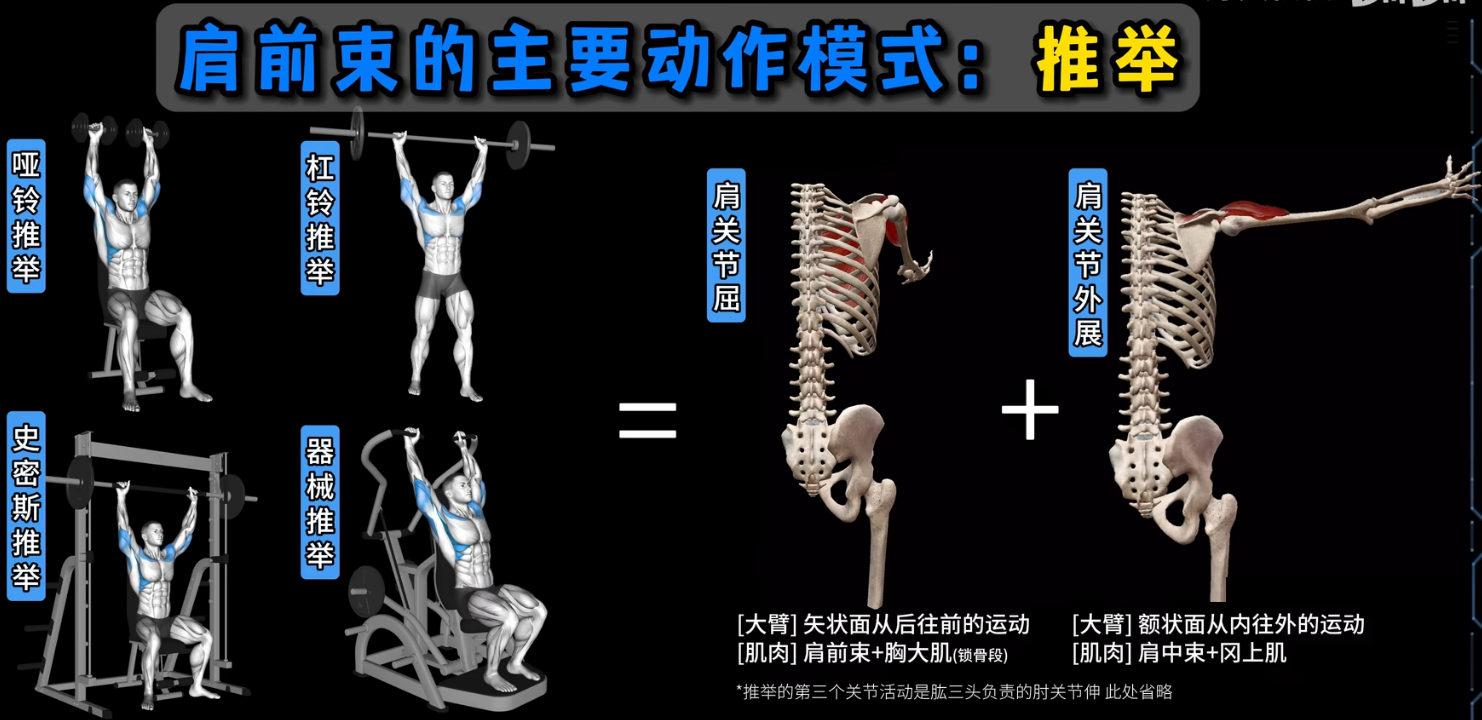 肩前束的主要动作模式：推举
哑铃推举
杠铃推举
史密斯推举
器械推举
肩关节屈
肩关节外展
[大臂] 矢状面从后往前的运动
[肌肉] 肩前束+胸大肌(锁骨段)
[大臂] 额状面从内往外的运动
[肌肉] 肩中束+冈上肌
*推举的第三个关节活动是肱三头负责的肘关节伸 此处省略
=
+